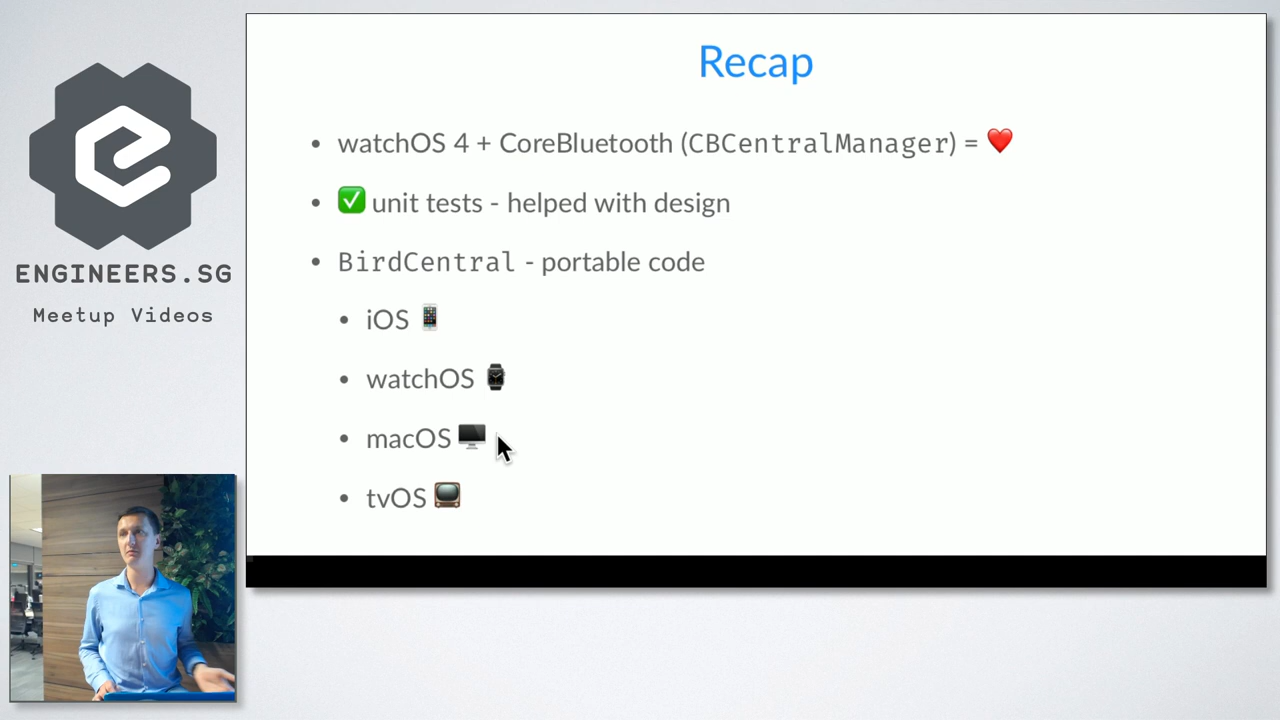 ENGINEERS.SG
Meetup Videos
Recap
• watchOS 4 + CoreBluetooth (CBCentralManager) = ❤️
• ✅ unit tests - helped with design
• BirdCentral - portable code
• iOS 📱
• watchOS ⌚
• macOS 🖥️
• tvOS 📺